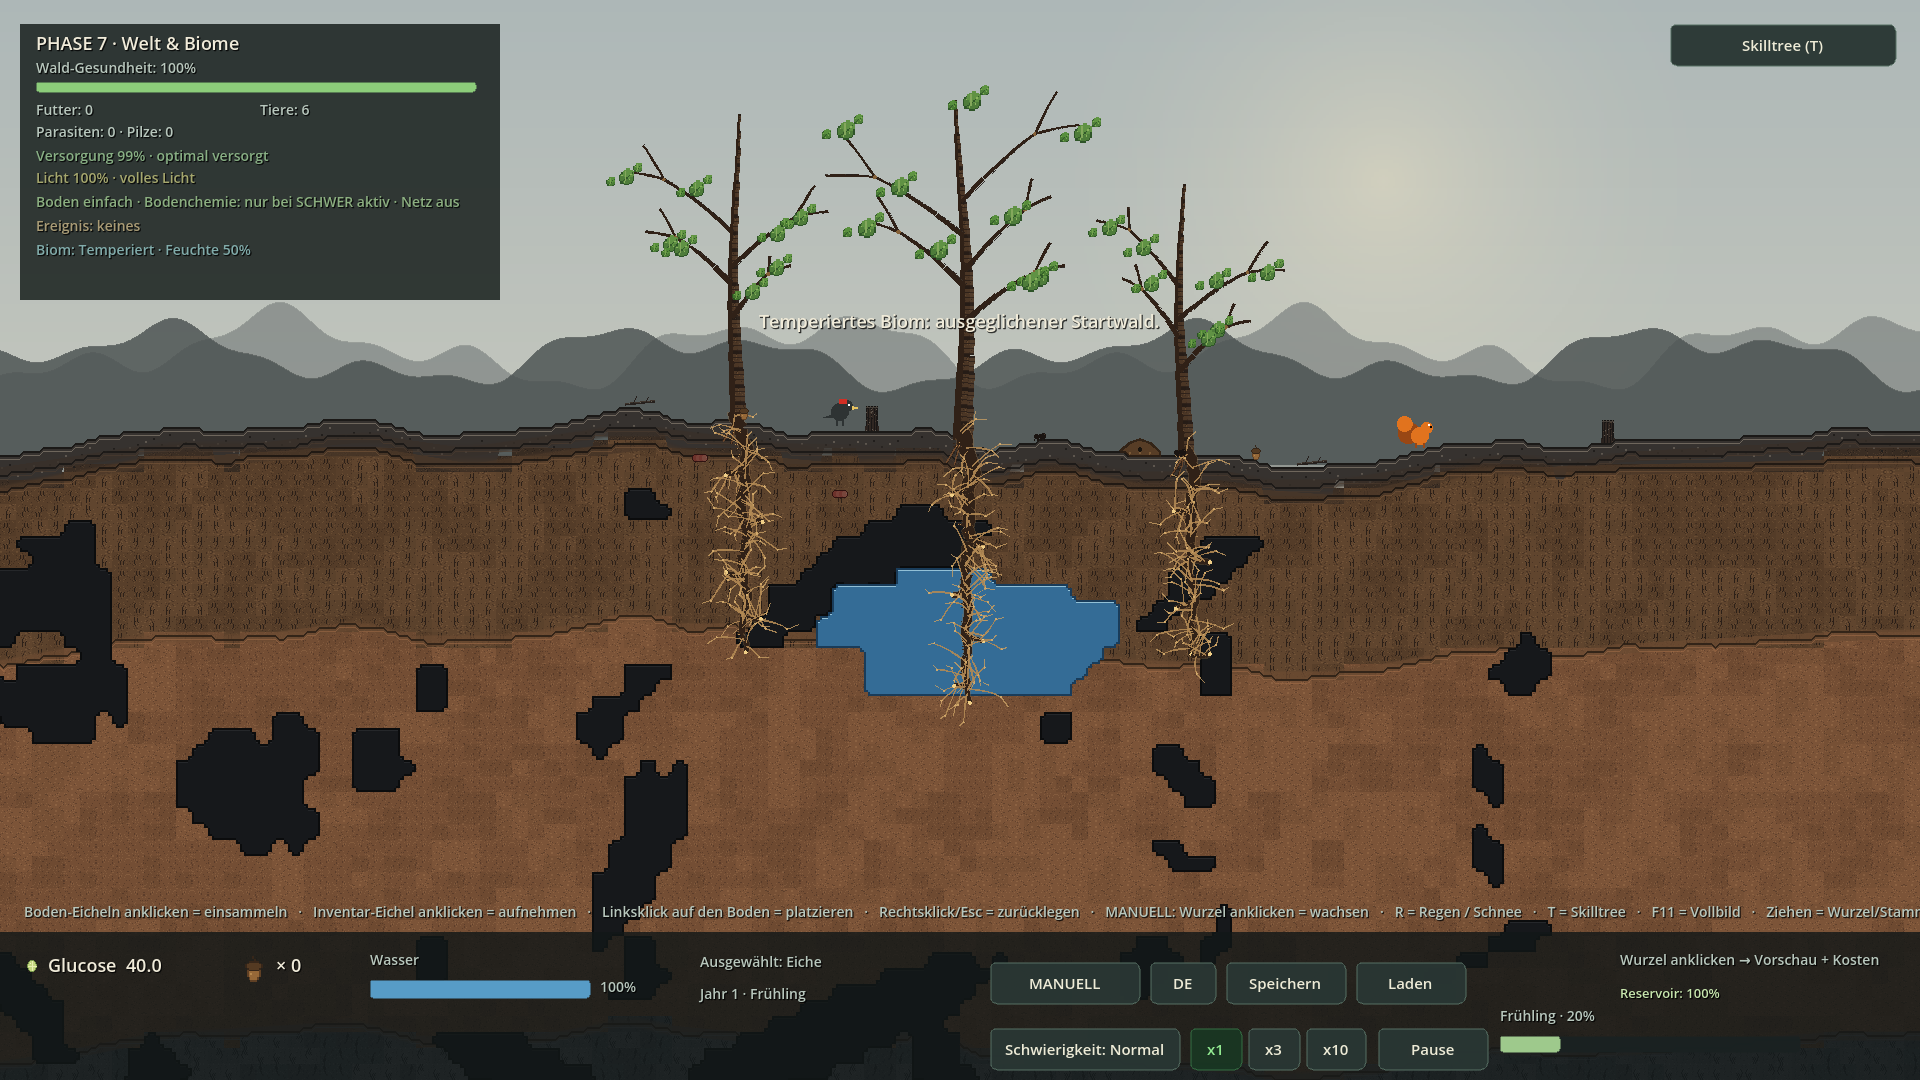 PHASE 7 · Welt & Biome
Wald-Gesundheit: 100%
Futter: 0 Tiere: 6
Parasiten: 0 · Pilze: 0
Versorgung 99% · optimal versorgt
Licht 100% · volles Licht
Boden einfach · Bodenchemie: nur bei SCHWER aktiv · Netz aus
Ereignis: keines
Biom: Temperiert · Feuchte 50%
Skilltree (T)
Temperiertes Biom: ausgeglichener Startwald.
Boden-Eicheln anklicken = einsammeln · Inventar-Eichel anklicken = aufnehmen · Linksklick auf den Boden = platzieren · Rechtsklick/Esc = zurücklegen · MANUELL: Wurzel anklicken = wachsen · R = Regen / Schnee · T = Skilltree · F11 = Vollbild · Ziehen = Wurzel/Stam
Glucose 40.0
× 0
Wasser
100%
Ausgewählt: Eiche
Jahr 1 · Frühling
MANUELL
DE
Speichern
Laden
Schwierigkeit: Normal
x1
x3
x10
Pause
Wurzel anklicken → Vorschau + Kosten
Reservoir: 100%
Frühling · 20%